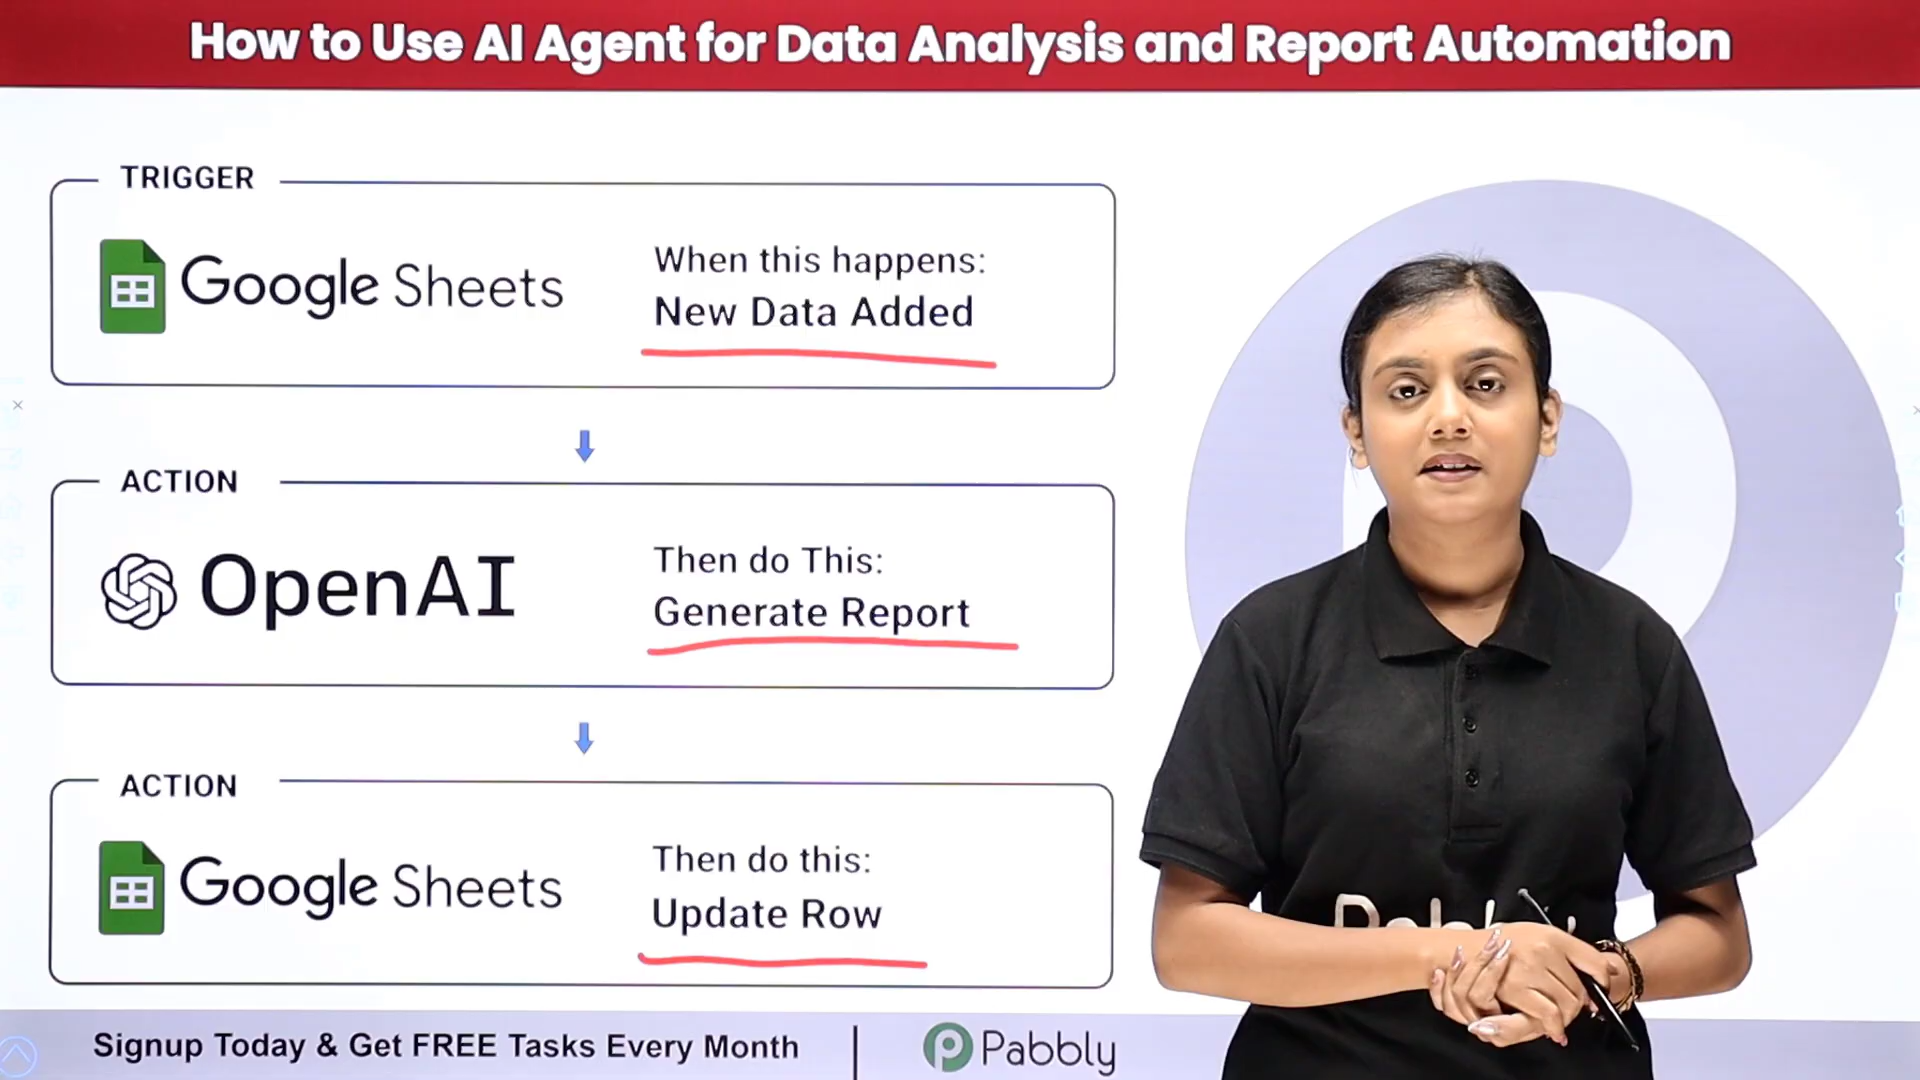 How to Use AI Agent for Data Analysis and Report Automation
TRIGGER
Google Sheets
When this happens:
New Data Added
ACTION
OpenAI
Then do This:
Generate Report
ACTION
Google Sheets
Then do this:
Update Row
Signup Today & Get FREE Tasks Every Month
Pabbly